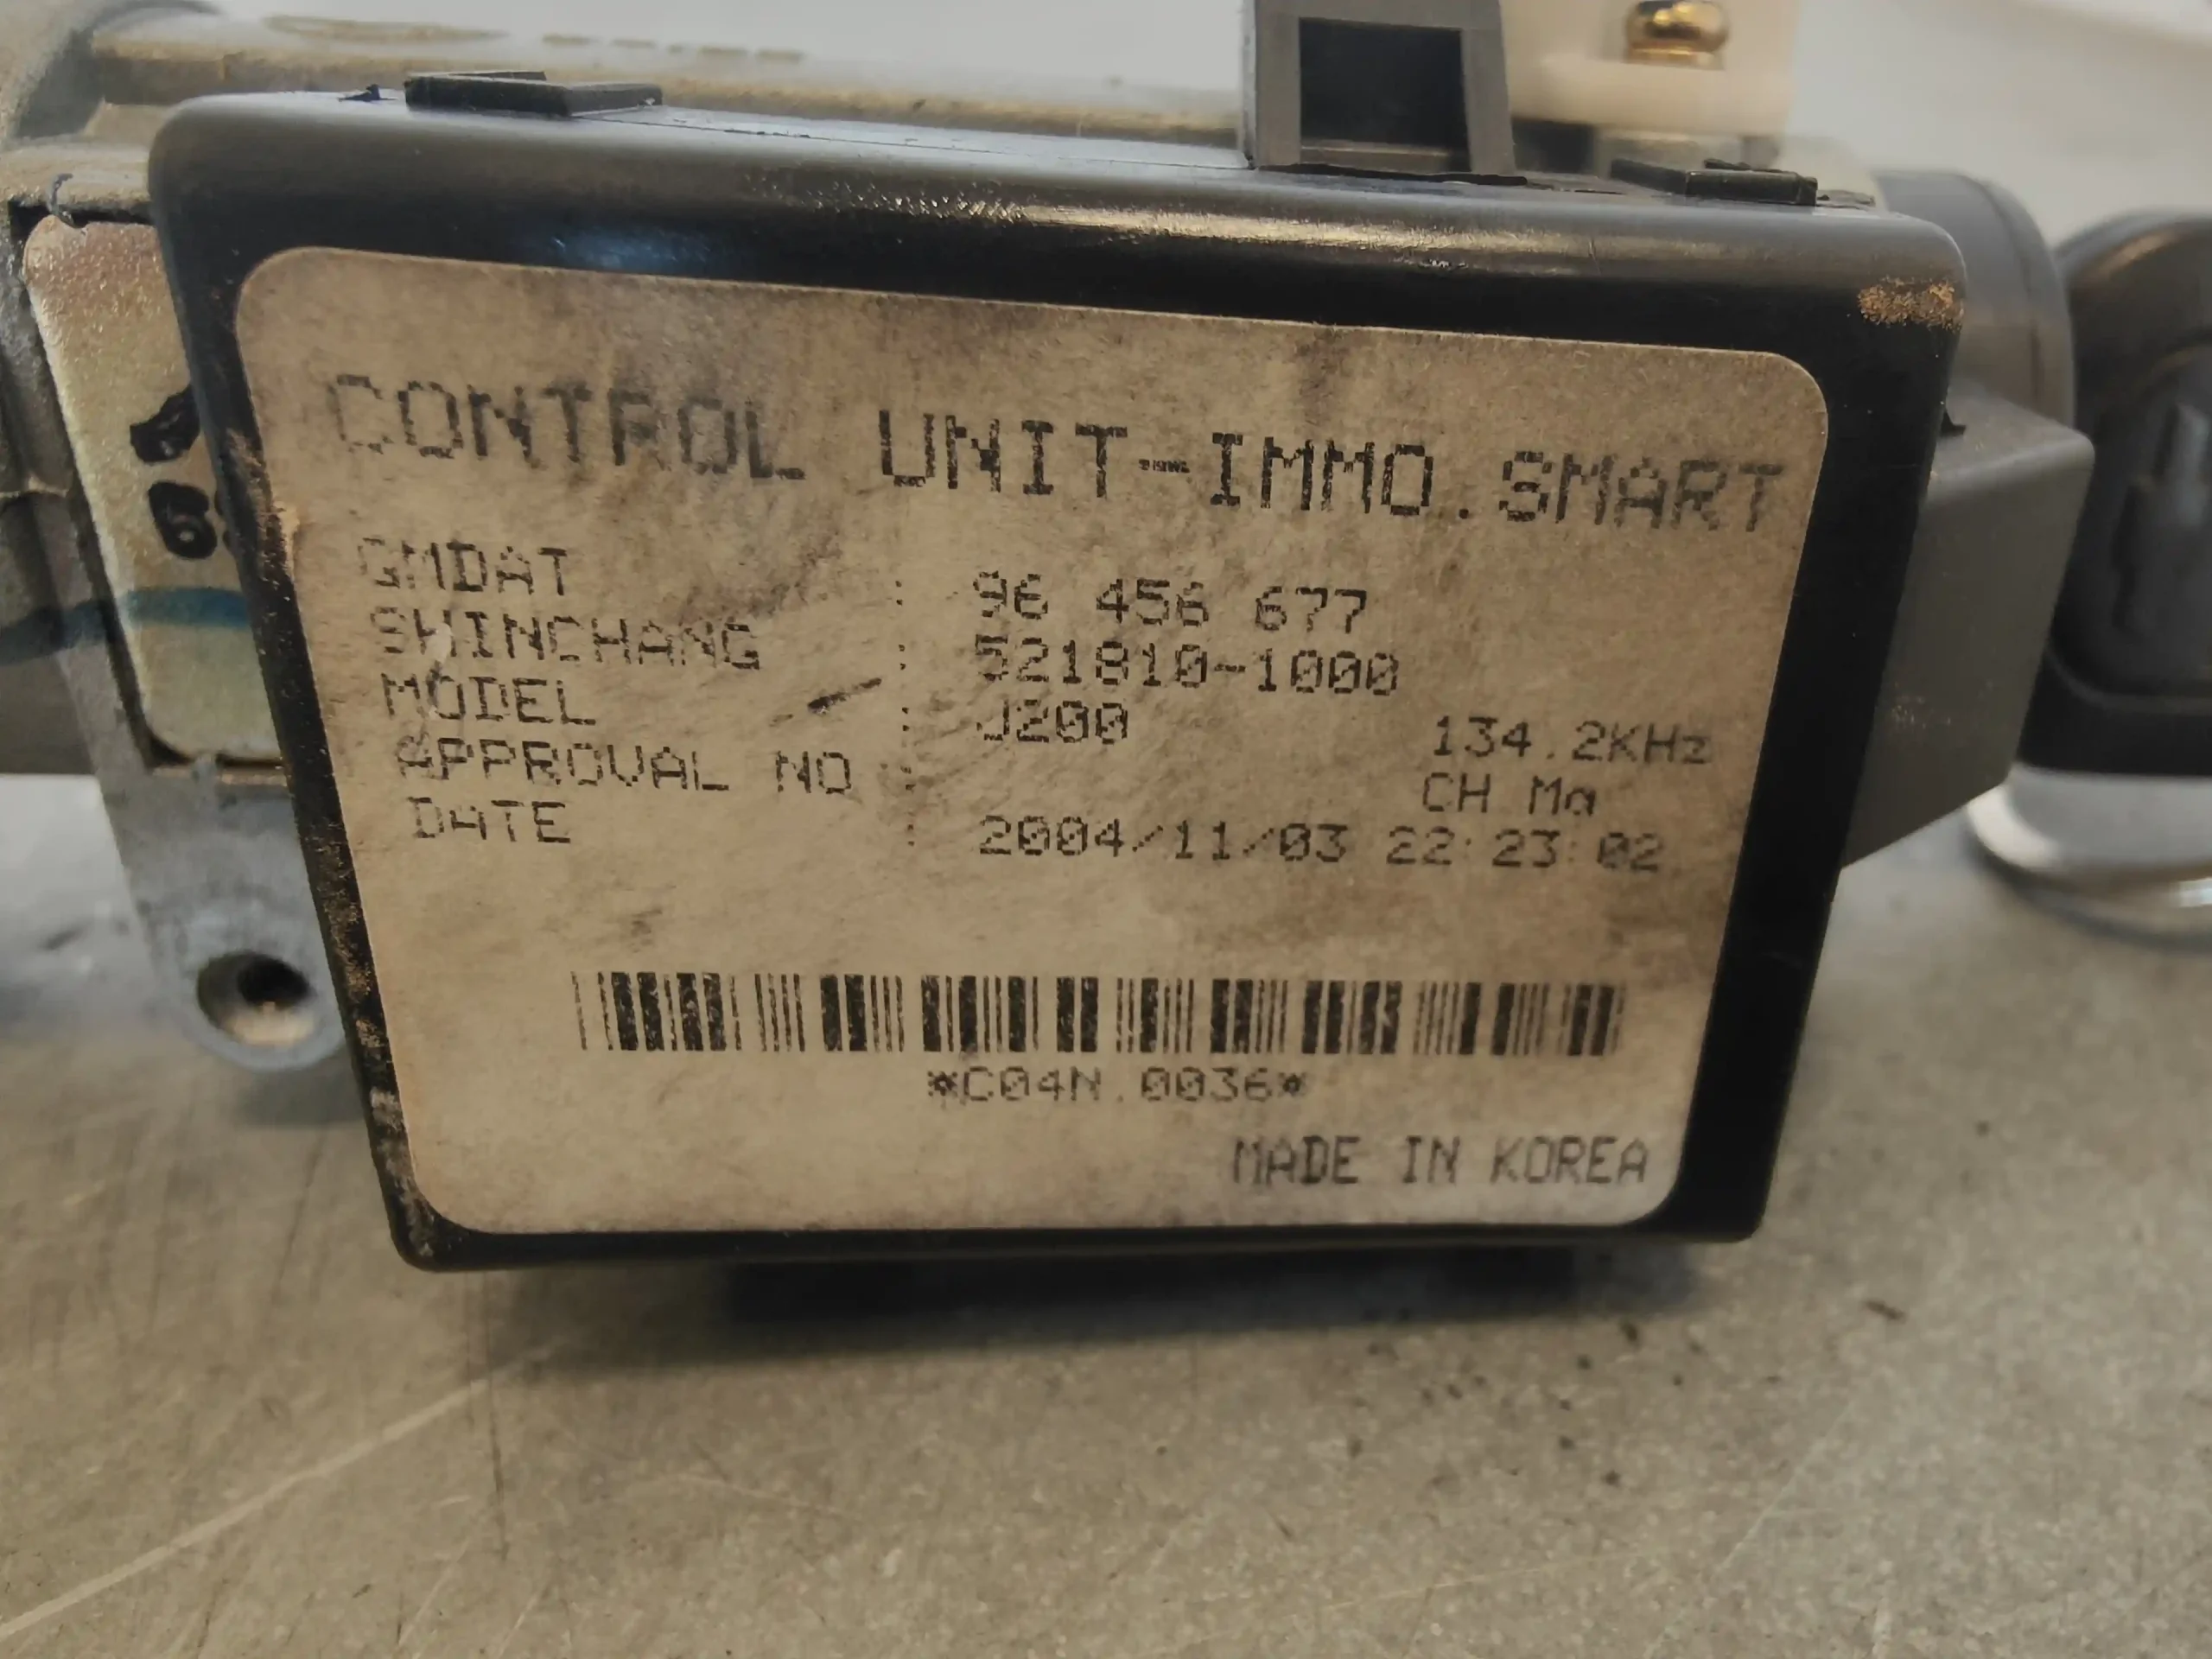 CONTROL UNIT-IMMO.SMART
GMDAT : 96 456 677
SHINCHANG : 521810-1000
MODEL : J200 134.2KHz
APPROVAL NO : CH Ma
DATE : 2004/11/03 22:23:02
*C04N.0036*
MADE IN KOREA